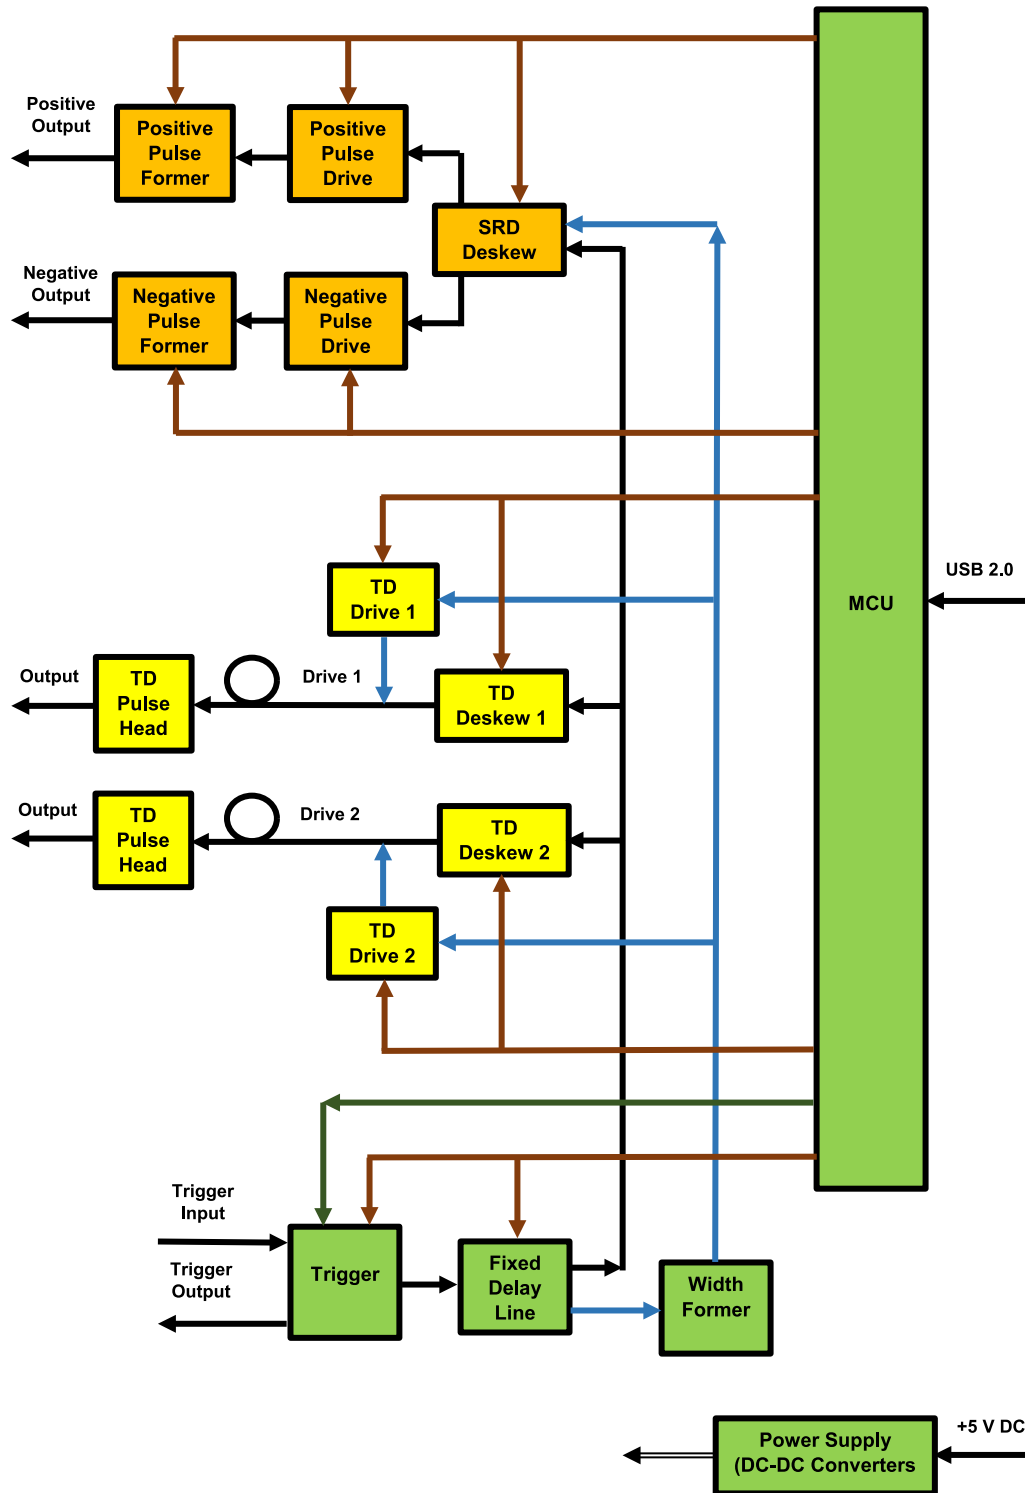 Positive
Output
Positive
Pulse
Former
Positive
Pulse
Drive
SRD
Deskew
Negative
Output
Negative
Pulse
Former
Negative
Pulse
Drive
MCU
USB 2.0
TD
Drive 1
Output
TD
Pulse
Head
Drive 1
TD
Deskew 1
Output
TD
Pulse
Head
Drive 2
TD
Deskew 2
TD
Drive 2
Trigger
Input
Trigger
Output
Trigger
Fixed
Delay
Line
Width
Former
Power Supply
(DC-DC Converters
+5 V DC